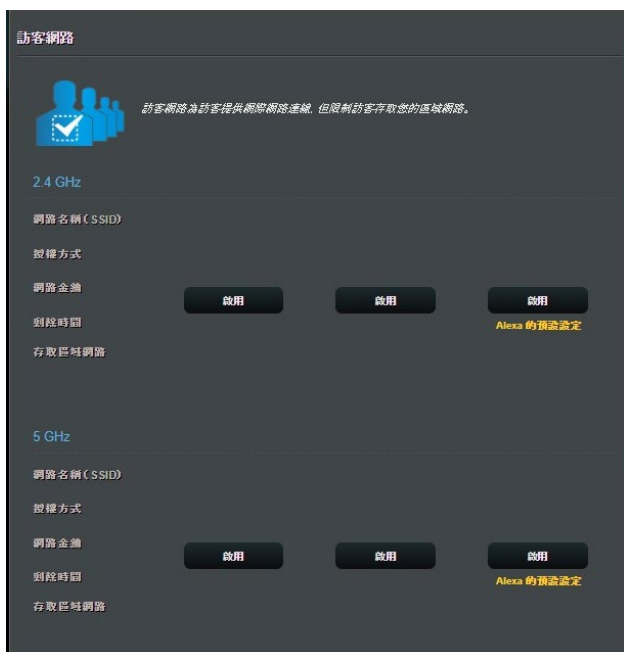 訪客網路
訪客網路為訪客提供網際網路連線, 但限制訪客存取您的區域網路。
2.4 GHz
網路名稱(SSID)
授權方式
網路金鑰
啟用 啟用 啟用
剩餘時間
Alexa 的預設設定
存取區域網路
5 GHz
網路名稱(SSID)
授權方式
網路金鑰
啟用 啟用 啟用
剩餘時間
Alexa 的預設設定
存取區域網路